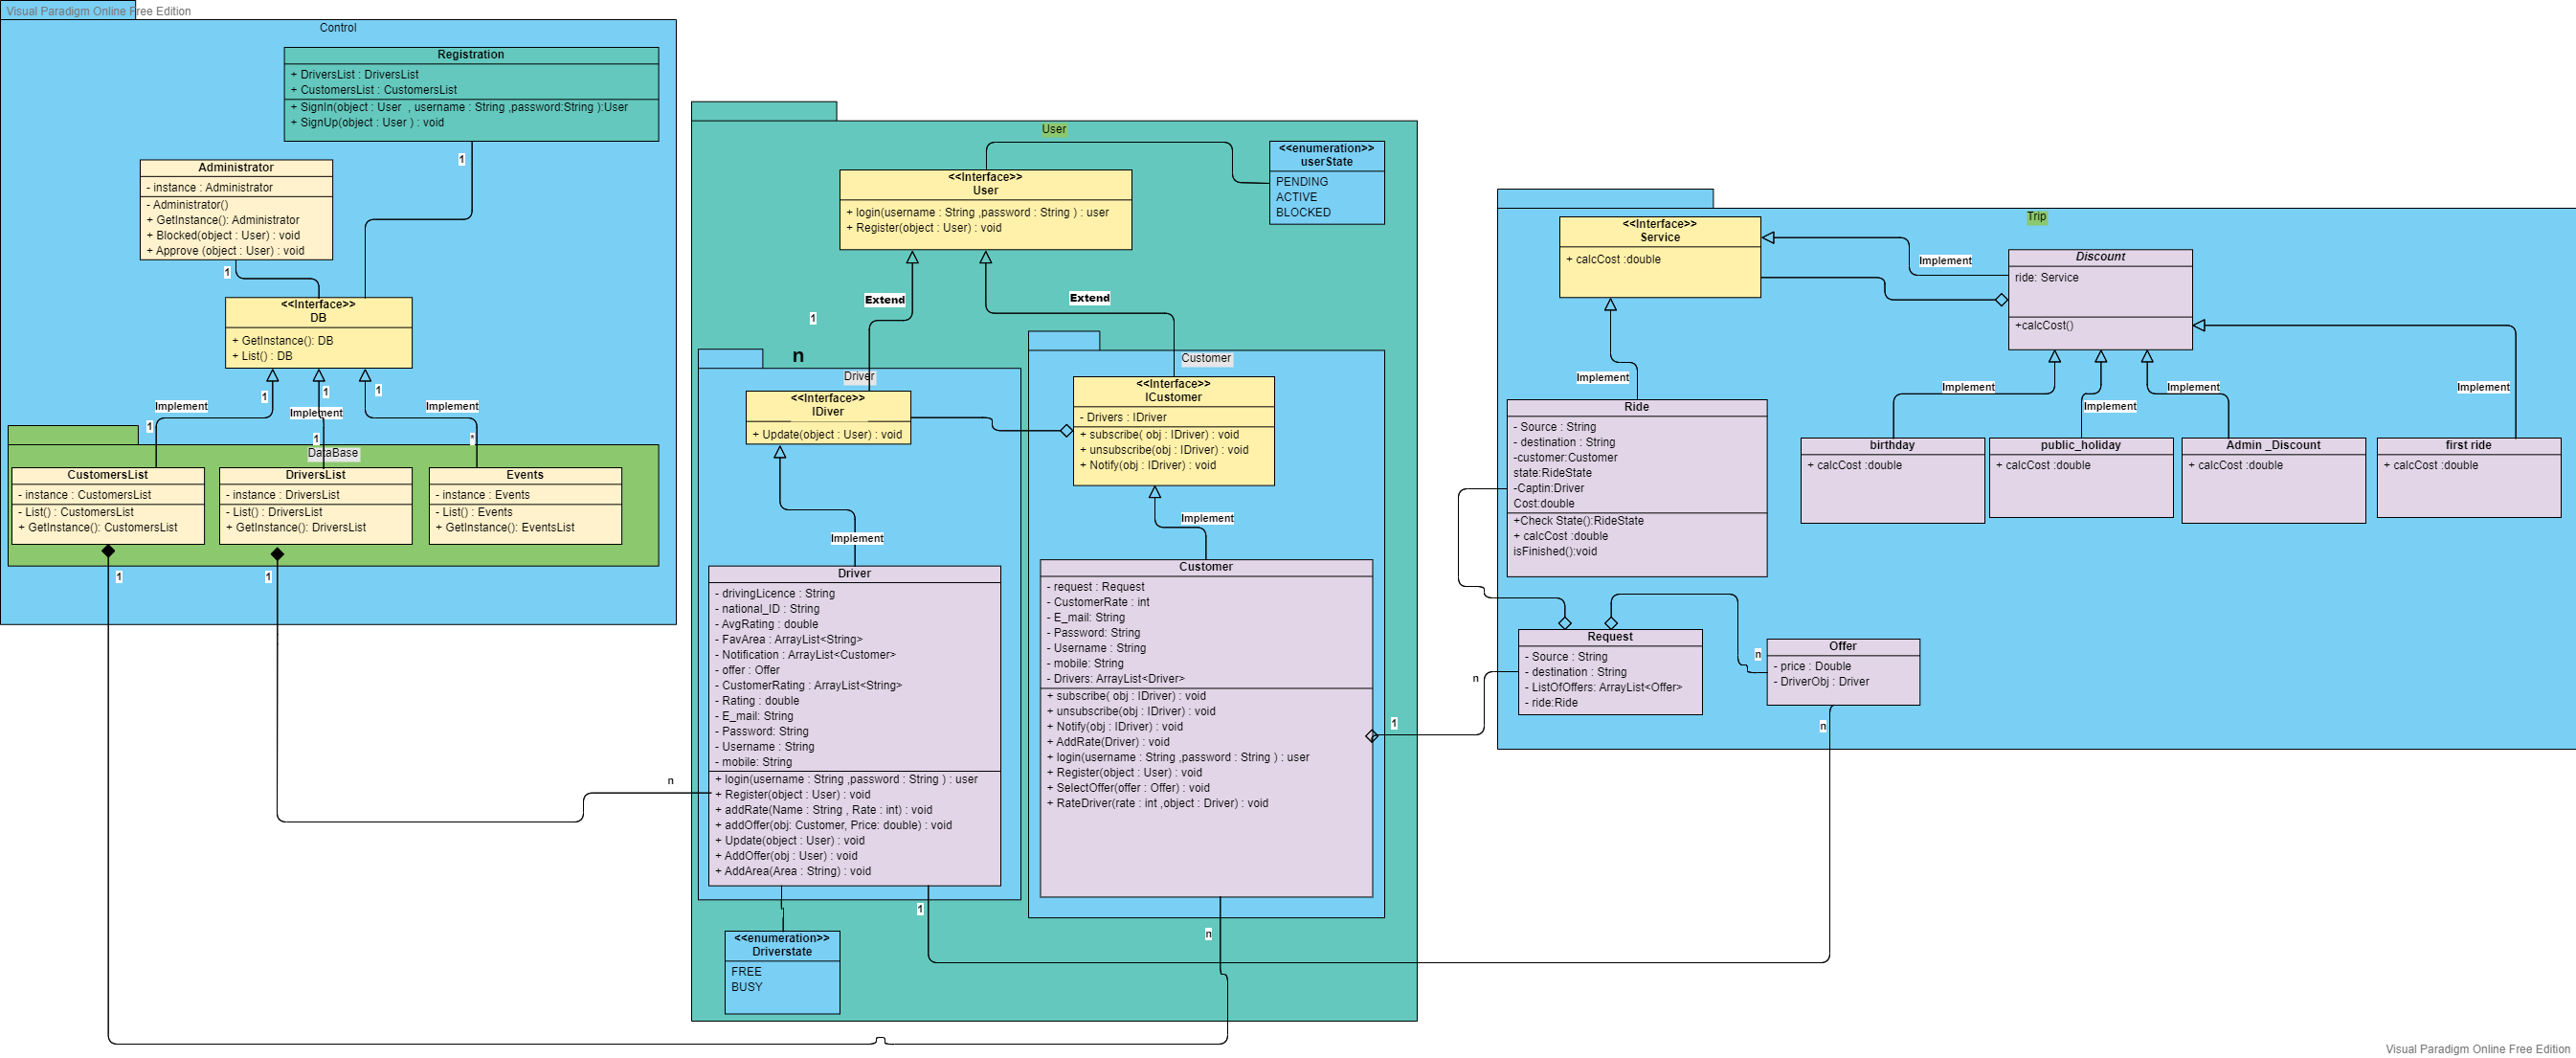 Visual Paradigm Online Free Edition
Control
Registration
+ DriversList : DriversList
+ CustomersList : CustomersList
+ SignIn(object : User , username : String ,password:String ):User
+ SignUp(object : User ) : void
1
Administrator
- instance : Administrator
- Administrator()
+ GetInstance(): Administrator
+ Blocked(object : User) : void
+ Approve (object : User) : void
1
<<Interface>>
DB
+ GetInstance(): DB
+ List() : DB
1
1
1
Implement
Implement
Implement
1
1
*
DataBase
CustomersList
- instance : CustomersList
- List() : CustomersList
+ GetInstance(): CustomersList
DriversList
- instance : DriversList
- List() : DriversList
+ GetInstance(): DriversList
Events
- instance : Events
- List() : Events
+ GetInstance(): EventsList
1
1
User
<<enumeration>>
userState
PENDING
ACTIVE
BLOCKED
<<Interface>>
User
+ login(username : String ,password : String ) : user
+ Register(object : User) : void
Extend
Extend
1
n
Driver
<<Interface>>
IDiver
+ Update(object : User) : void
Implement
Driver
- drivingLicence : String
- national_ID : String
- AvgRating : double
- FavArea : ArrayList<String>
- Notification : ArrayList<Customer>
- offer : Offer
- CustomerRating : ArrayList<String>
- Rating : double
- E_mail: String
- Password: String
- Username : String
- mobile: String
+ login(username : String ,password : String ) : user
+ Register(object : User) : void
+ addRate(Name : String , Rate : int) : void
+ addOffer(obj: Customer, Price: double) : void
+ Update(object : User) : void
+ AddOffer(obj : User) : void
+ AddArea(Area : String) : void
n
1
<<enumeration>>
Driverstate
FREE
BUSY
Customer
<<Interface>>
ICustomer
- Drivers : IDriver
+ subscribe( obj : IDriver) : void
+ unsubscribe(obj : IDriver) : void
+ Notify(obj : IDriver) : void
Implement
Customer
- request : Request
- CustomerRate : int
- E_mail: String
- Password: String
- Username : String
- mobile: String
- Drivers: ArrayList<Driver>
+ subscribe( obj : IDriver) : void
+ unsubscribe(obj : IDriver) : void
+ Notify(obj : IDriver) : void
+ AddRate(Driver) : void
+ login(username : String ,password : String ) : user
+ Register(object : User) : void
+ SelectOffer(offer : Offer) : void
+ RateDriver(rate : int ,object : Driver) : void
1
n
n
Trip
<<Interface>>
Service
+ calcCost :double
Implement
Discount
ride: Service
+calcCost()
Implement
Implement
Implement
Implement
Implement
Ride
- Source : String
- destination : String
-customer:Customer
state:RideState
-Captin:Driver
Cost:double
+Check State():RideState
+ calcCost :double
isFinished():void
birthday
+ calcCost :double
public_holiday
+ calcCost :double
Admin _Discount
+ calcCost :double
first ride
+ calcCost :double
Request
- Source : String
- destination : String
- ListOfOffers: ArrayList<Offer>
- ride:Ride
n
Offer
- price : Double
- DriverObj : Driver
n
Visual Paradigm Online Free Edition